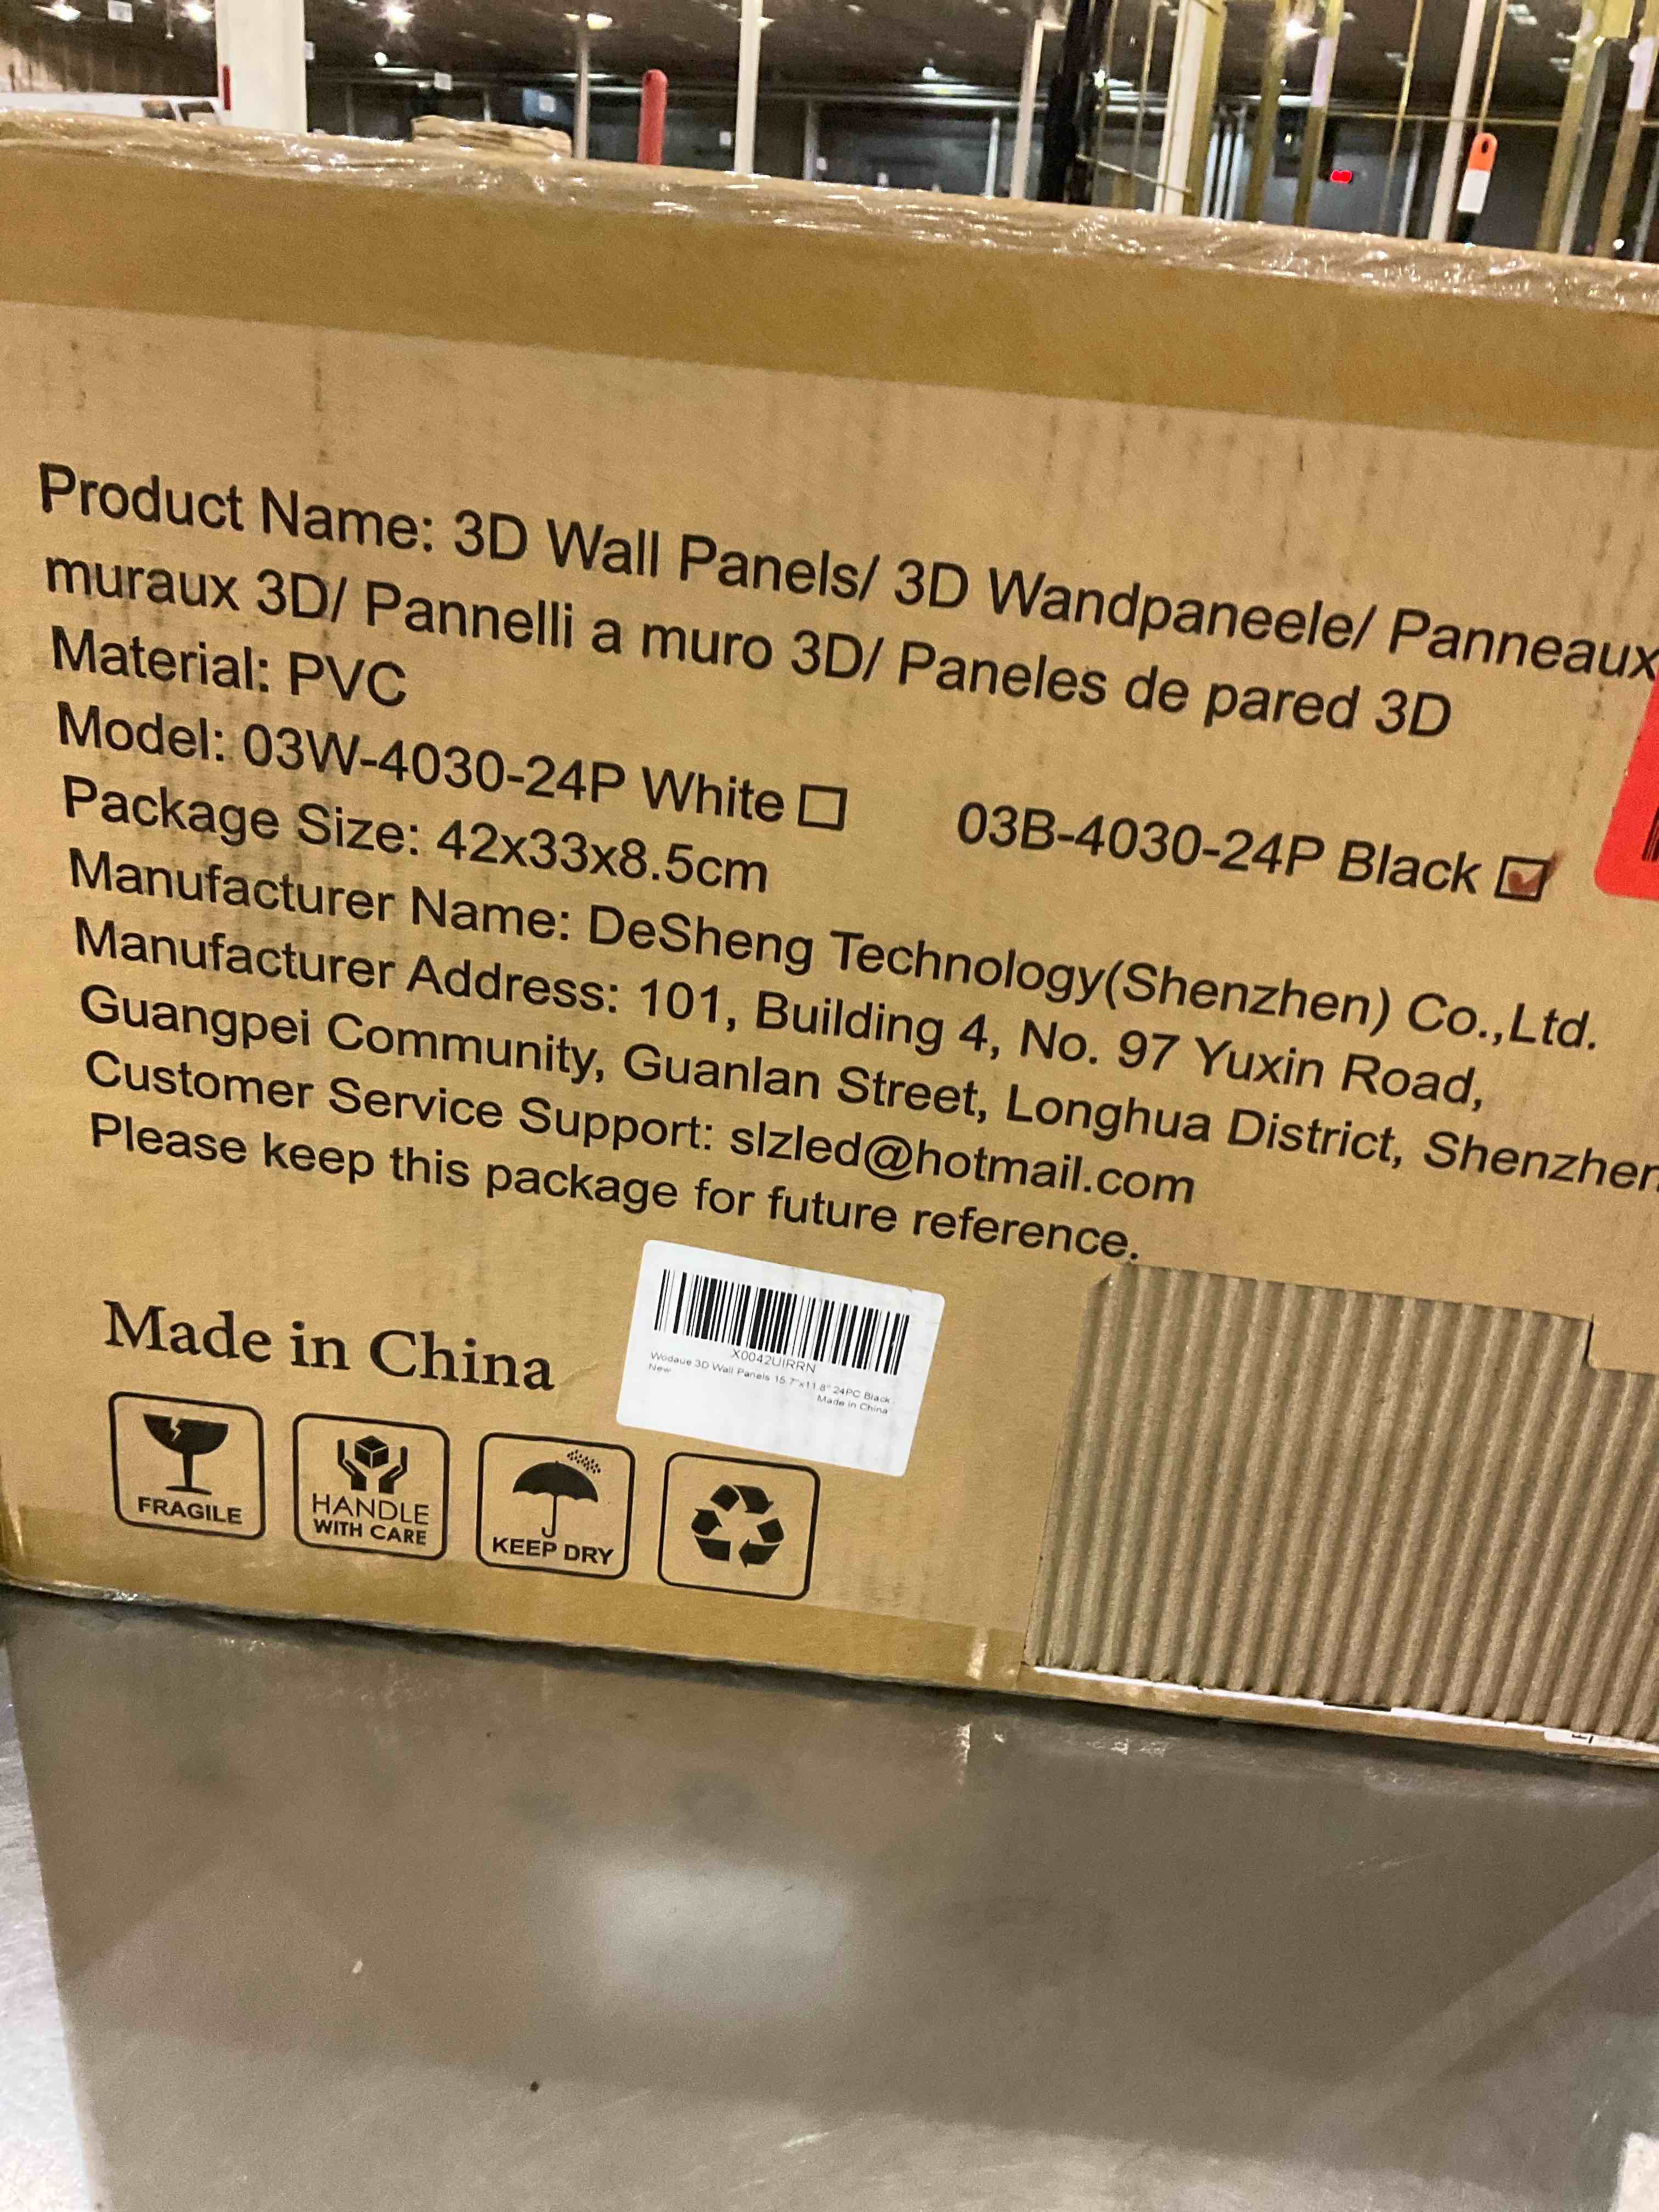 Product Name: 3D Wall Panels/ 3D Wandpaneele/ Panneaux
muraux 3D/ Pannelli a muro 3D/ Paneles de pared 3D
Material: PVC
Model: 03W-4030-24P White ☐ 03B-4030-24P Black ☑
Package Size: 42x33x8.5cm
Manufacturer Name: DeSheng Technology(Shenzhen) Co.,Ltd.
Manufacturer Address: 101, Building 4, No. 97 Yuxin Road,
Guangpei Community, Guanlan Street, Longhua District, Shenzhen
Customer Service Support: slzled@hotmail.com
Please keep this package for future reference.
Made in China
X0042UIRRN
Wodaue 3D Wall Panels 15.7"x11.8" 24PC Black
New
Made in China
FRAGILE
HANDLE
WITH CARE
KEEP DRY